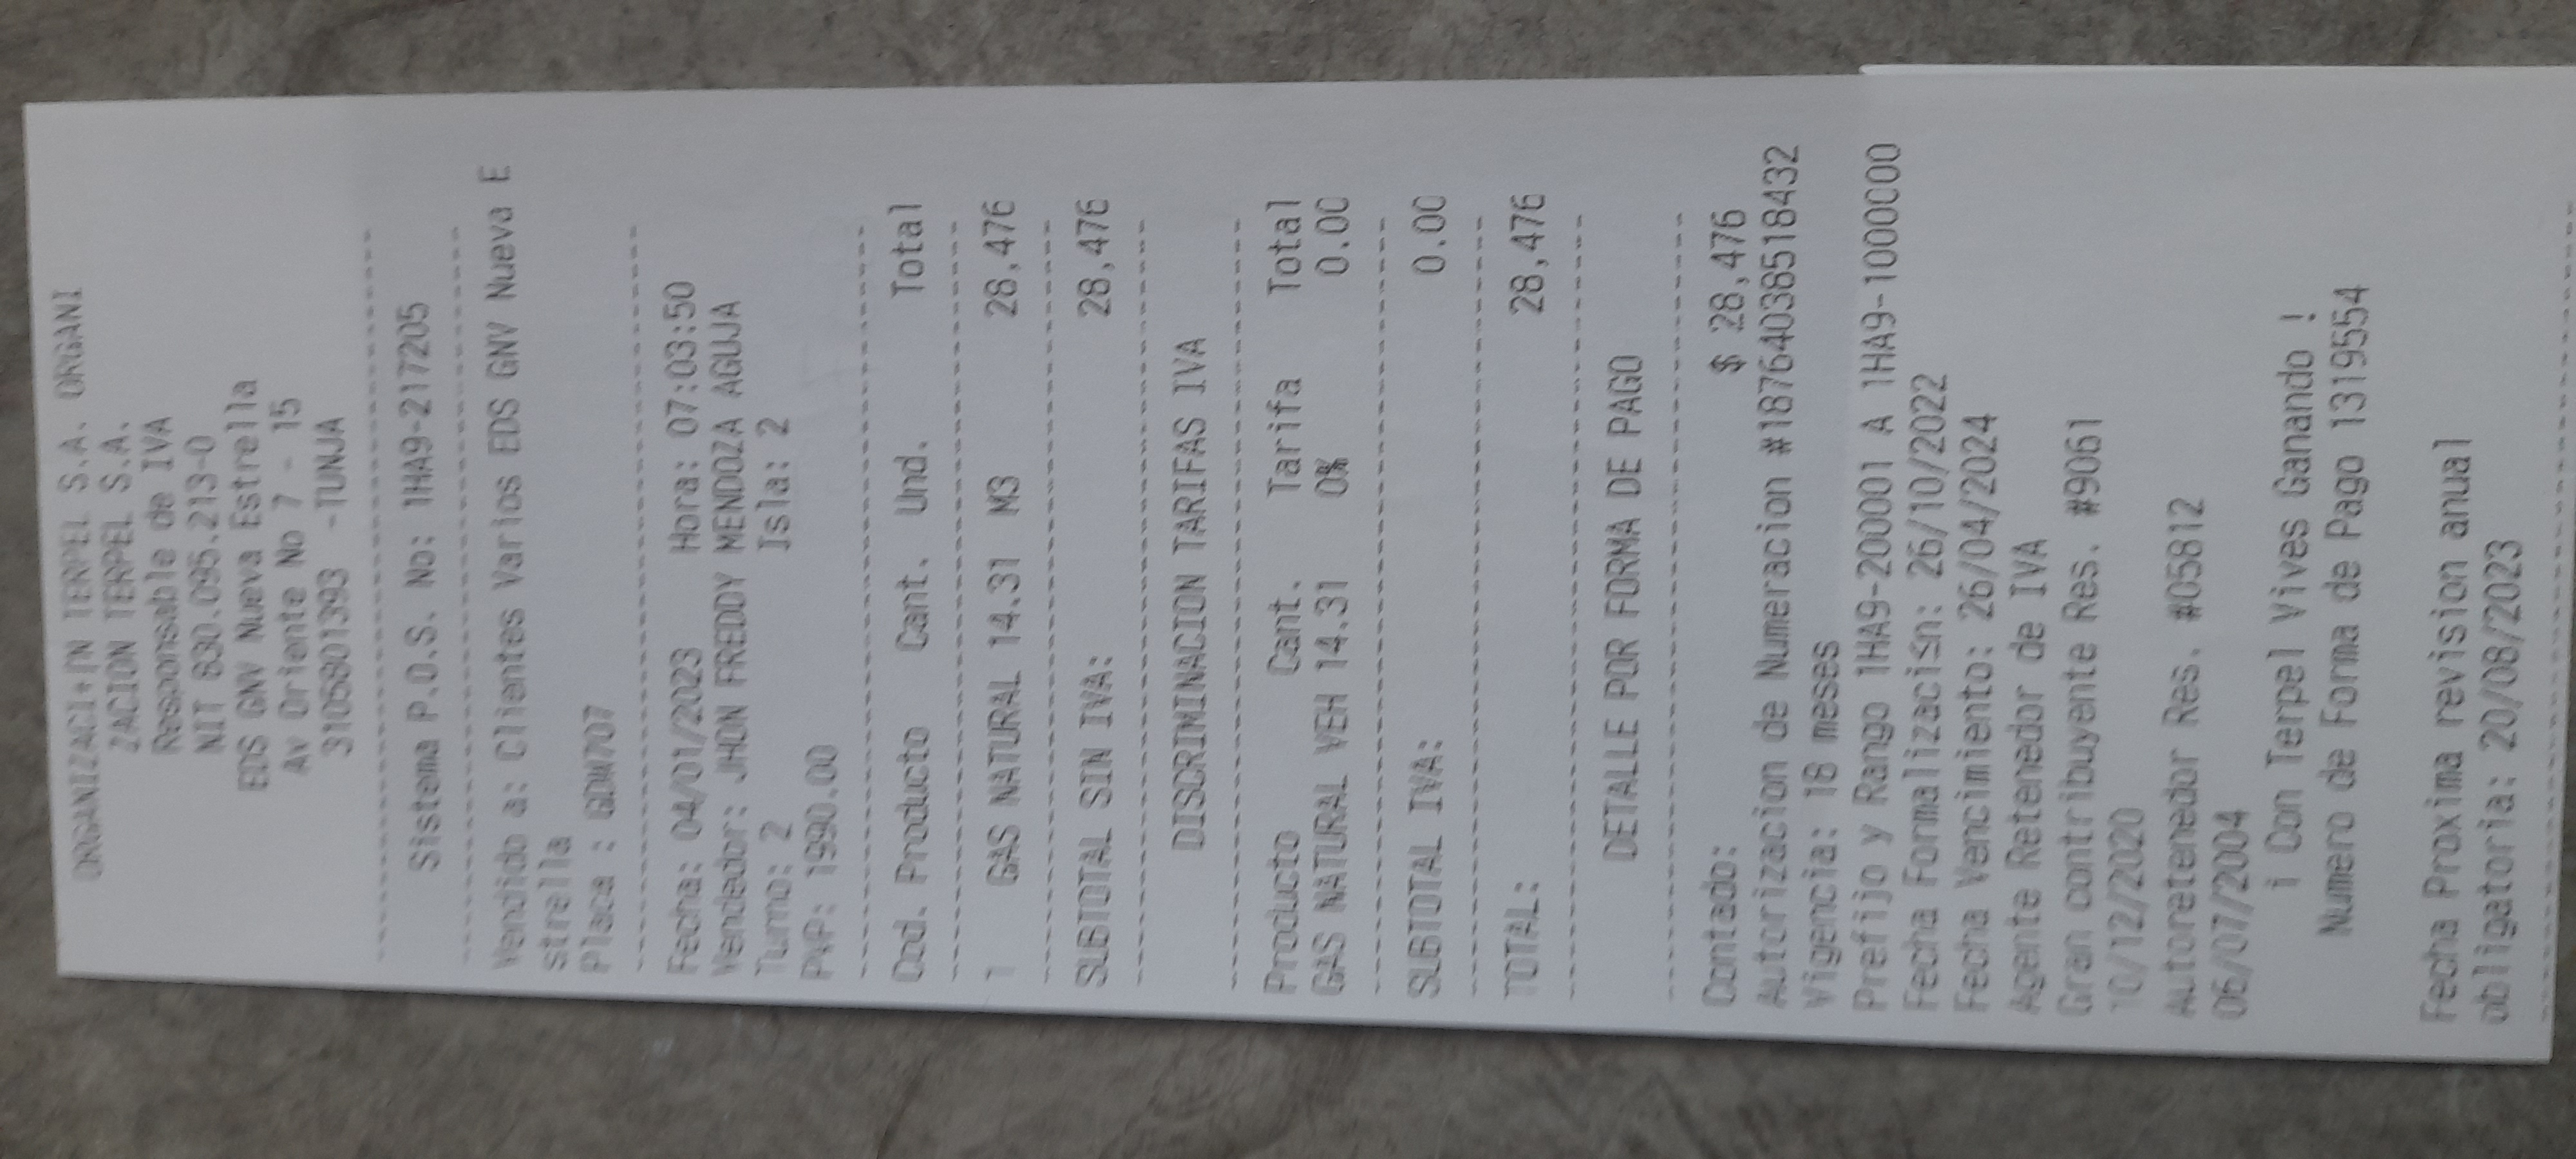 ORGANIZACI+IN TERPEL S.A. ORGANI
ZACION TERPEL S.A.
Responsable de IVA
NIT 830.095.213-0
EDS GNV Nueva Estrella
AV Oriente No 7 - 15
3105801393 -TUNJA
Sistema P.O.S. No: 1HA9-217205
Vendido a: Clientes Varios EDS GNV Nueva E
strella
Placa : GDW707
Fecha: 04/01/2023 Hora: 07:03:50
Vendedor: JHON FREDDY MENDOZA AGUJA
Turno: 2 Isla: 2
PVP: 1990.00
Cod. Producto Cant. Und. Total
1 GAS NATURAL 14.31 M3 28,476
SUBTOTAL SIN IVA: 28,476
DISCRIMINACION TARIFAS IVA
Producto Cant. Tarifa Total
GAS NATURAL VEH 14.31 0% 0.00
SUBTOTAL IVA: 0.00
TOTAL: 28,476
DETALLE POR FORMA DE PAGO
Contado: $ 28,476
Autorizacion de Numeracion #18764038518432
Vigencia: 18 meses
Prefijo y Rango 1HA9-200001 A 1HA9-1000000
Fecha Formalizacisn: 26/10/2022
Fecha Vencimiento: 26/04/2024
Agente Retenedor de IVA
Gran contribuyente Res. #9061
10/12/2020
Autoretenedor Res. #05812
06/07/2004
¡ Con Terpel Vives Ganando !
Numero de Forma de Pago 1319554
Fecha Proxima revision anual
obligatoria: 20/08/2023